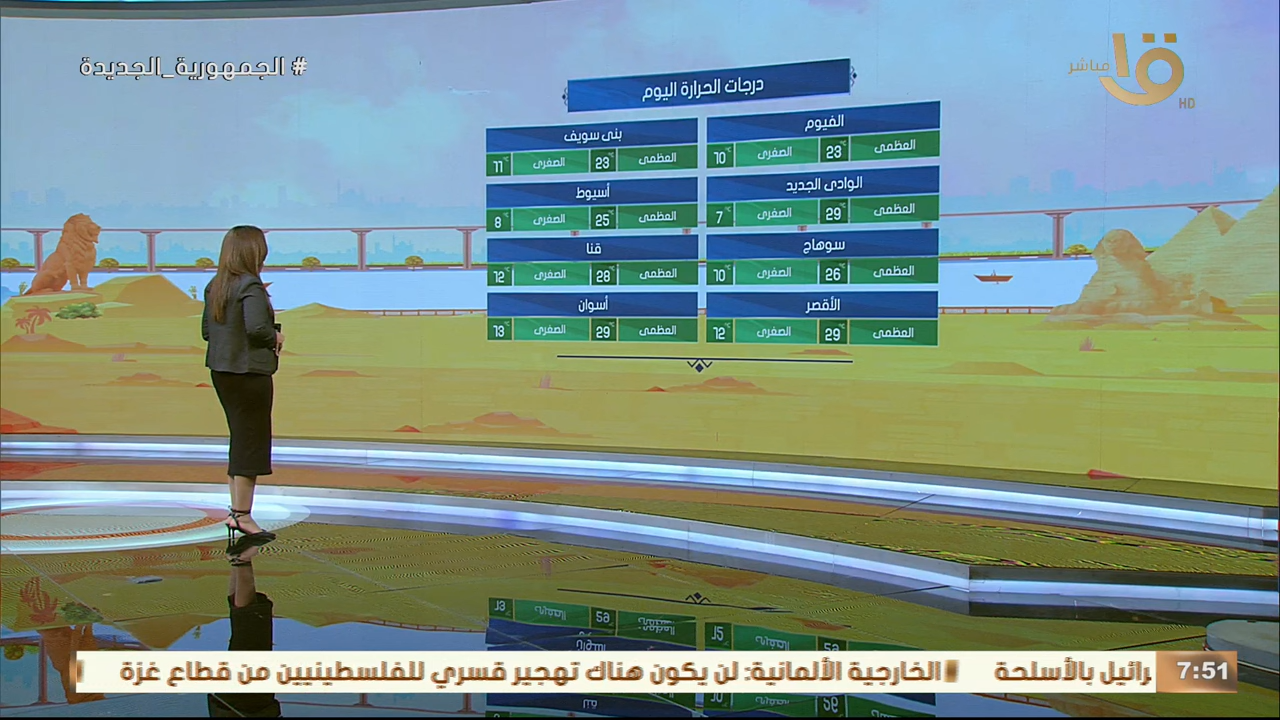 # الجمهورية_الجديدة
مباشر
HD
درجات الحرارة اليوم
الفيوم
العظمى 23 °C الصغرى 10 °C
بنى سويف
العظمى 23 °C الصغرى 11 °C
الوادى الجديد
العظمى 29 °C الصغرى 7 °C
أسيوط
العظمى 25 °C الصغرى 8 °C
سوهاج
العظمى 26 °C الصغرى 10 °C
قنا
العظمى 28 °C الصغرى 12 °C
الأقصر
العظمى 29 °C الصغرى 12 °C
أسوان
العظمى 29 °C الصغرى 13 °C
7:51
رائيل بالأسلحة الخارجية الألمانية: لن يكون هناك تهجير قسري للفلسطينيين من قطاع غزة